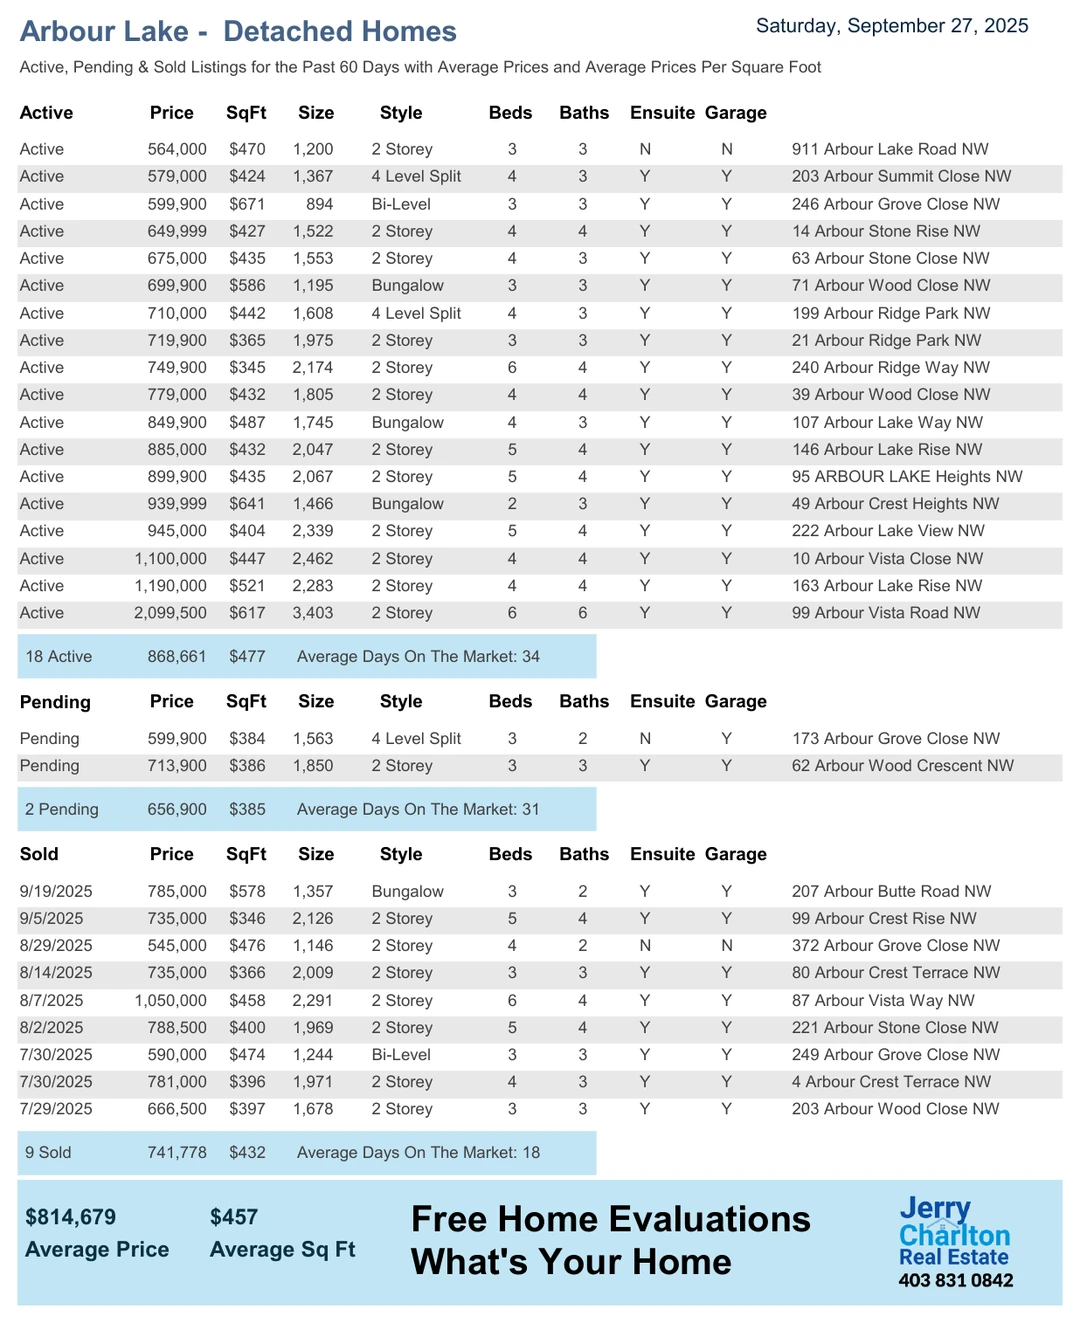 Arbour Lake - Detached Homes
Saturday, September 27, 2025
Active, Pending & Sold Listings for the Past 60 Days with Average Prices and Average Prices Per Square Foot
Active Price SqFt Size Style Beds Baths Ensuite Garage
Active 564,000 $470 1,200 2 Storey 3 3 N N 911 Arbour Lake Road NW
Active 579,000 $424 1,367 4 Level Split 4 3 Y Y 203 Arbour Summit Close NW
Active 599,900 $671 894 Bi-Level 3 3 Y Y 246 Arbour Grove Close NW
Active 649,999 $427 1,522 2 Storey 4 4 Y Y 14 Arbour Stone Rise NW
Active 675,000 $435 1,553 2 Storey 4 3 Y Y 63 Arbour Stone Close NW
Active 699,900 $586 1,195 Bungalow 3 3 Y Y 71 Arbour Wood Close NW
Active 710,000 $442 1,608 4 Level Split 4 3 Y Y 199 Arbour Ridge Park NW
Active 719,900 $365 1,975 2 Storey 3 3 Y Y 21 Arbour Ridge Park NW
Active 749,900 $345 2,174 2 Storey 6 4 Y Y 240 Arbour Ridge Way NW
Active 779,000 $432 1,805 2 Storey 4 4 Y Y 39 Arbour Wood Close NW
Active 849,900 $487 1,745 Bungalow 4 3 Y Y 107 Arbour Lake Way NW
Active 885,000 $432 2,047 2 Storey 5 4 Y Y 146 Arbour Lake Rise NW
Active 899,900 $435 2,067 2 Storey 5 4 Y Y 95 ARBOUR LAKE Heights NW
Active 939,999 $641 1,466 Bungalow 2 3 Y Y 49 Arbour Crest Heights NW
Active 945,000 $404 2,339 2 Storey 5 4 Y Y 222 Arbour Lake View NW
Active 1,100,000 $447 2,462 2 Storey 4 4 Y Y 10 Arbour Vista Close NW
Active 1,190,000 $521 2,283 2 Storey 4 4 Y Y 163 Arbour Lake Rise NW
Active 2,099,500 $617 3,403 2 Storey 6 6 Y Y 99 Arbour Vista Road NW
18 Active 868,661 $477 Average Days On The Market: 34
Pending Price SqFt Size Style Beds Baths Ensuite Garage
Pending 599,900 $384 1,563 4 Level Split 3 2 N Y 173 Arbour Grove Close NW
Pending 713,900 $386 1,850 2 Storey 3 3 Y Y 62 Arbour Wood Crescent NW
2 Pending 656,900 $385 Average Days On The Market: 31
Sold Price SqFt Size Style Beds Baths Ensuite Garage
9/19/2025 785,000 $578 1,357 Bungalow 3 2 Y Y 207 Arbour Butte Road NW
9/5/2025 735,000 $346 2,126 2 Storey 5 4 Y Y 99 Arbour Crest Rise NW
8/29/2025 545,000 $476 1,146 2 Storey 4 2 N N 372 Arbour Grove Close NW
8/14/2025 735,000 $366 2,009 2 Storey 3 3 Y Y 80 Arbour Crest Terrace NW
8/7/2025 1,050,000 $458 2,291 2 Storey 6 4 Y Y 87 Arbour Vista Way NW
8/2/2025 788,500 $400 1,969 2 Storey 5 4 Y Y 221 Arbour Stone Close NW
7/30/2025 590,000 $474 1,244 Bi-Level 3 3 Y Y 249 Arbour Grove Close NW
7/30/2025 781,000 $396 1,971 2 Storey 4 3 Y Y 4 Arbour Crest Terrace NW
7/29/2025 666,500 $397 1,678 2 Storey 3 3 Y Y 203 Arbour Wood Close NW
9 Sold 741,778 $432 Average Days On The Market: 18
$814,679 $457
Average Price Average Sq Ft
Free Home Evaluations
What's Your Home
Jerry
Charlton
Real Estate
403 831 0842